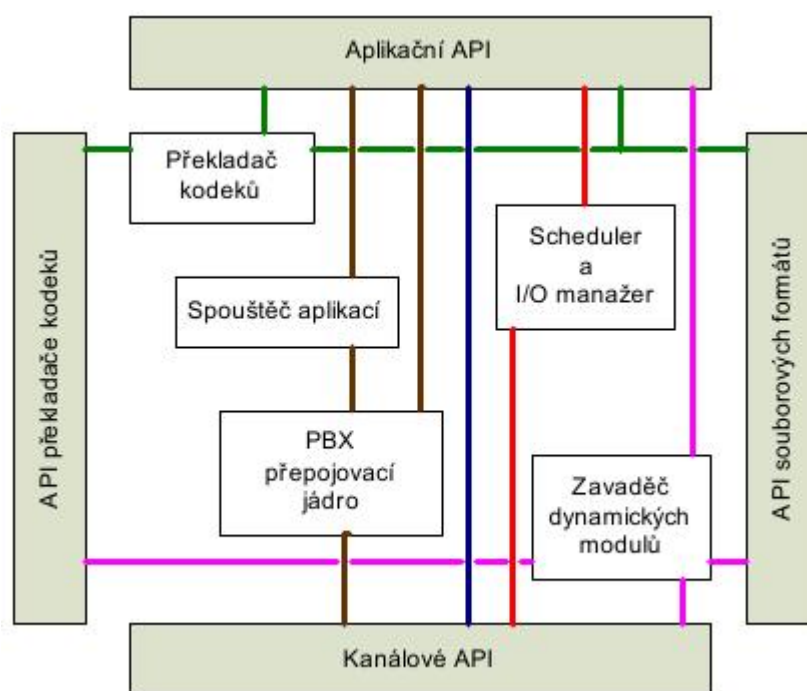 Aplikační API
API překladače kodeků
Překladač
kodeků
Scheduler
a
I/O manažer
Spouštěč aplikací
PBX
přepojovací
jádro
Zavaděč
dynamických
modulů
API souborových formátů
Kanálové API